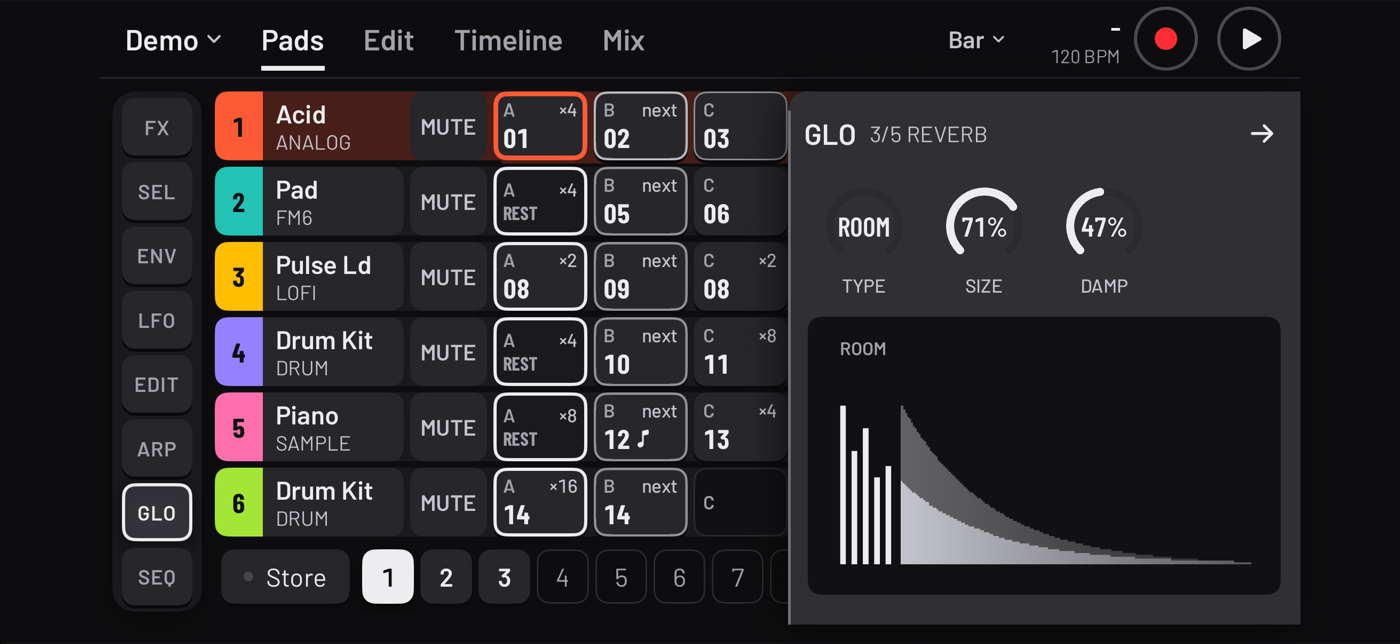 Demo Pads Edit Timeline Mix Bar - 120 BPM
FX
SEL
ENV
LFO
EDIT
ARP
GLO
SEQ
1 Acid ANALOG MUTE A ×4 01 B next 02 C 03
2 Pad FM6 MUTE A ×4 REST B next 05 C 06
3 Pulse Ld LOFI MUTE A ×2 08 B next 09 C ×2 08
4 Drum Kit DRUM MUTE A ×4 REST B next 10 C ×8 11
5 Piano SAMPLE MUTE A ×8 REST B next 12 ♪ C ×4 13
6 Drum Kit DRUM MUTE A ×16 14 B next 14 C
Store 1 2 3 4 5 6 7
GLO 3/5 REVERB →
ROOM 71% 47%
TYPE SIZE DAMP
ROOM